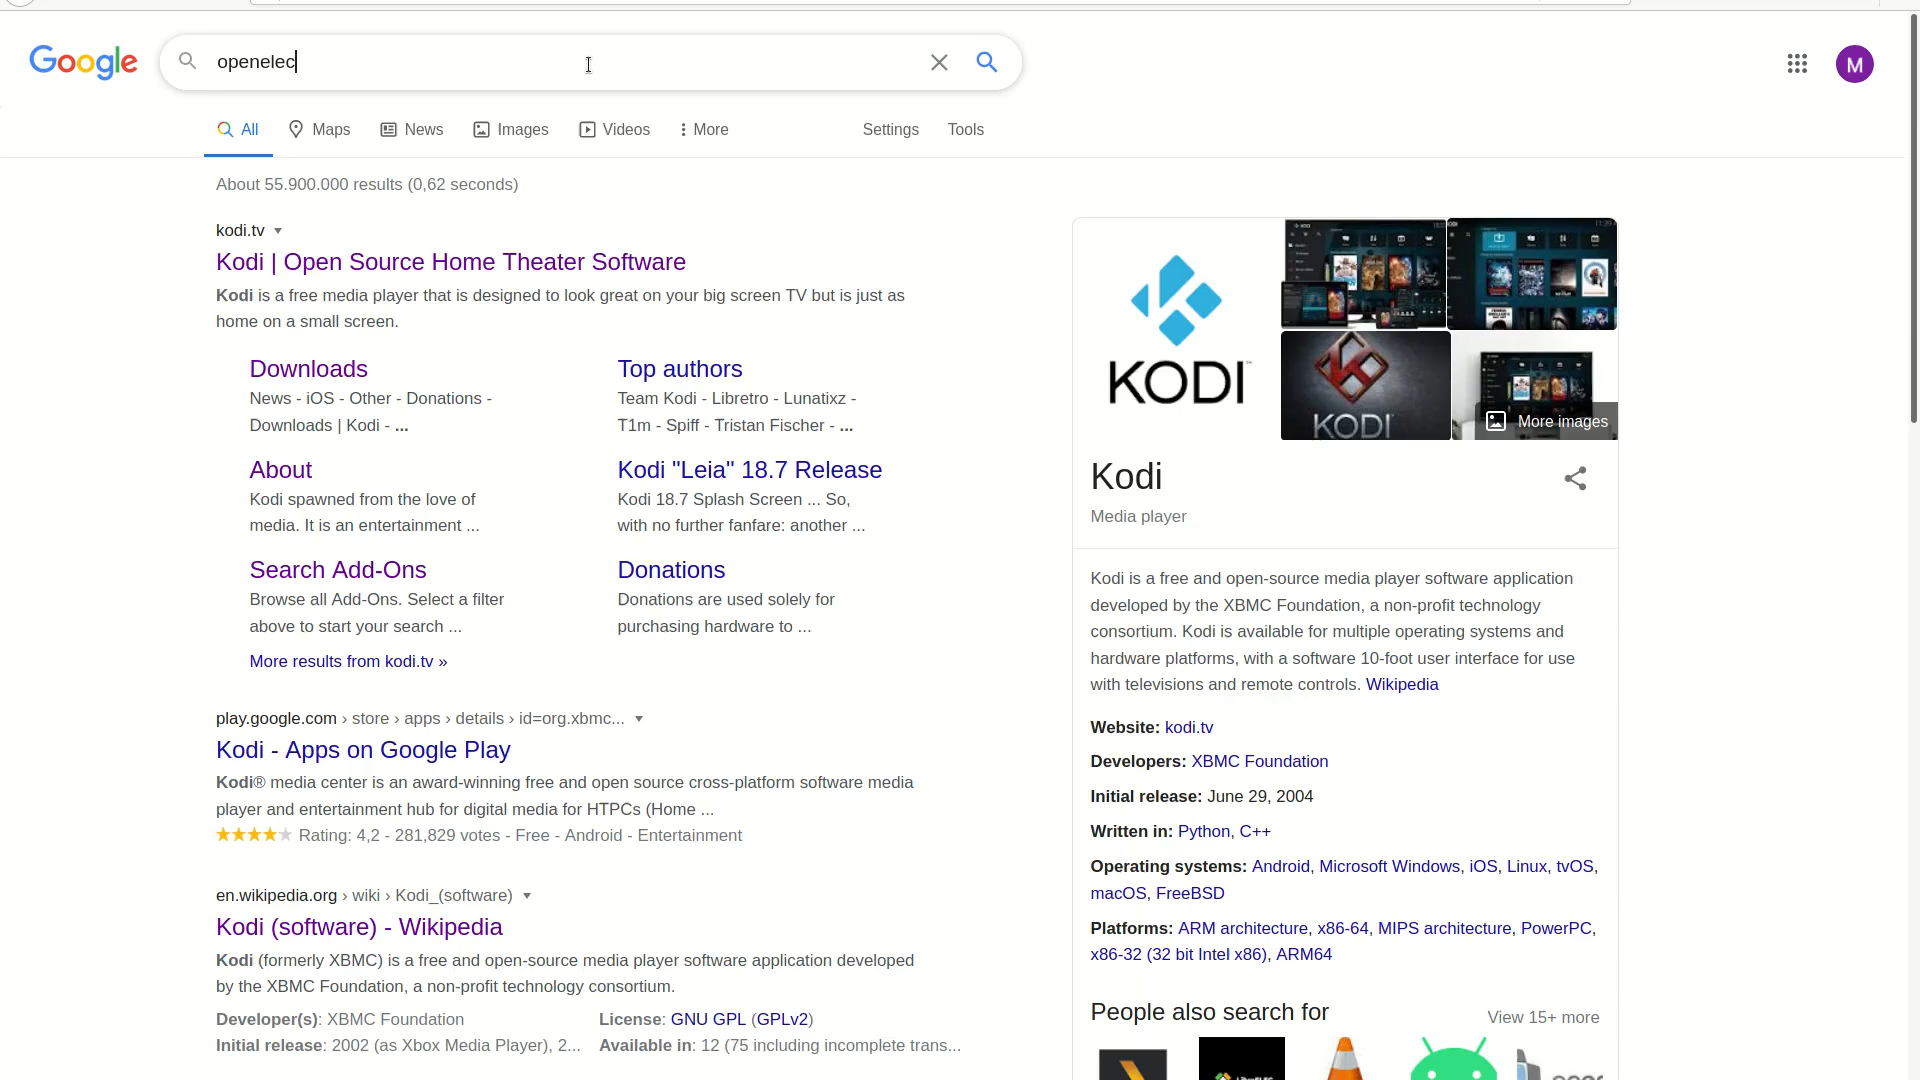 Google
openelec
M
All
Maps
News
Images
Videos
More
Settings
Tools
About 55.900.000 results (0,62 seconds)
kodi.tv
Kodi | Open Source Home Theater Software
Kodi is a free media player that is designed to look great on your big screen TV but is just as
home on a small screen.
Downloads
News - iOS - Other - Donations -
Downloads | Kodi - ...
Top authors
Team Kodi - Libretro - Lunatixz -
T1m - Spiff - Tristan Fischer - ...
About
Kodi spawned from the love of
media. It is an entertainment ...
Kodi "Leia" 18.7 Release
Kodi 18.7 Splash Screen ... So,
with no further fanfare: another ...
Search Add-Ons
Browse all Add-Ons. Select a filter
above to start your search ...
Donations
Donations are used solely for
purchasing hardware to ...
More results from kodi.tv »
play.google.com › store › apps › details › id=org.xbmc...
Kodi - Apps on Google Play
Kodi® media center is an award-winning free and open source cross-platform software media
player and entertainment hub for digital media for HTPCs (Home ...
Rating: 4,2 - 281,829 votes - Free - Android - Entertainment
en.wikipedia.org › wiki › Kodi_(software)
Kodi (software) - Wikipedia
Kodi (formerly XBMC) is a free and open-source media player software application developed
by the XBMC Foundation, a non-profit technology consortium.
Developer(s): XBMC Foundation
License: GNU GPL (GPLv2)
Initial release: 2002 (as Xbox Media Player), 2...
Available in: 12 (75 including incomplete trans...
KODI
KODI
More images
Kodi
Media player
Kodi is a free and open-source media player software application
developed by the XBMC Foundation, a non-profit technology
consortium. Kodi is available for multiple operating systems and
hardware platforms, with a software 10-foot user interface for use
with televisions and remote controls. Wikipedia
Website: kodi.tv
Developers: XBMC Foundation
Initial release: June 29, 2004
Written in: Python, C++
Operating systems: Android, Microsoft Windows, iOS, Linux, tvOS,
macOS, FreeBSD
Platforms: ARM architecture, x86-64, MIPS architecture, PowerPC,
x86-32 (32 bit Intel x86), ARM64
People also search for
View 15+ more